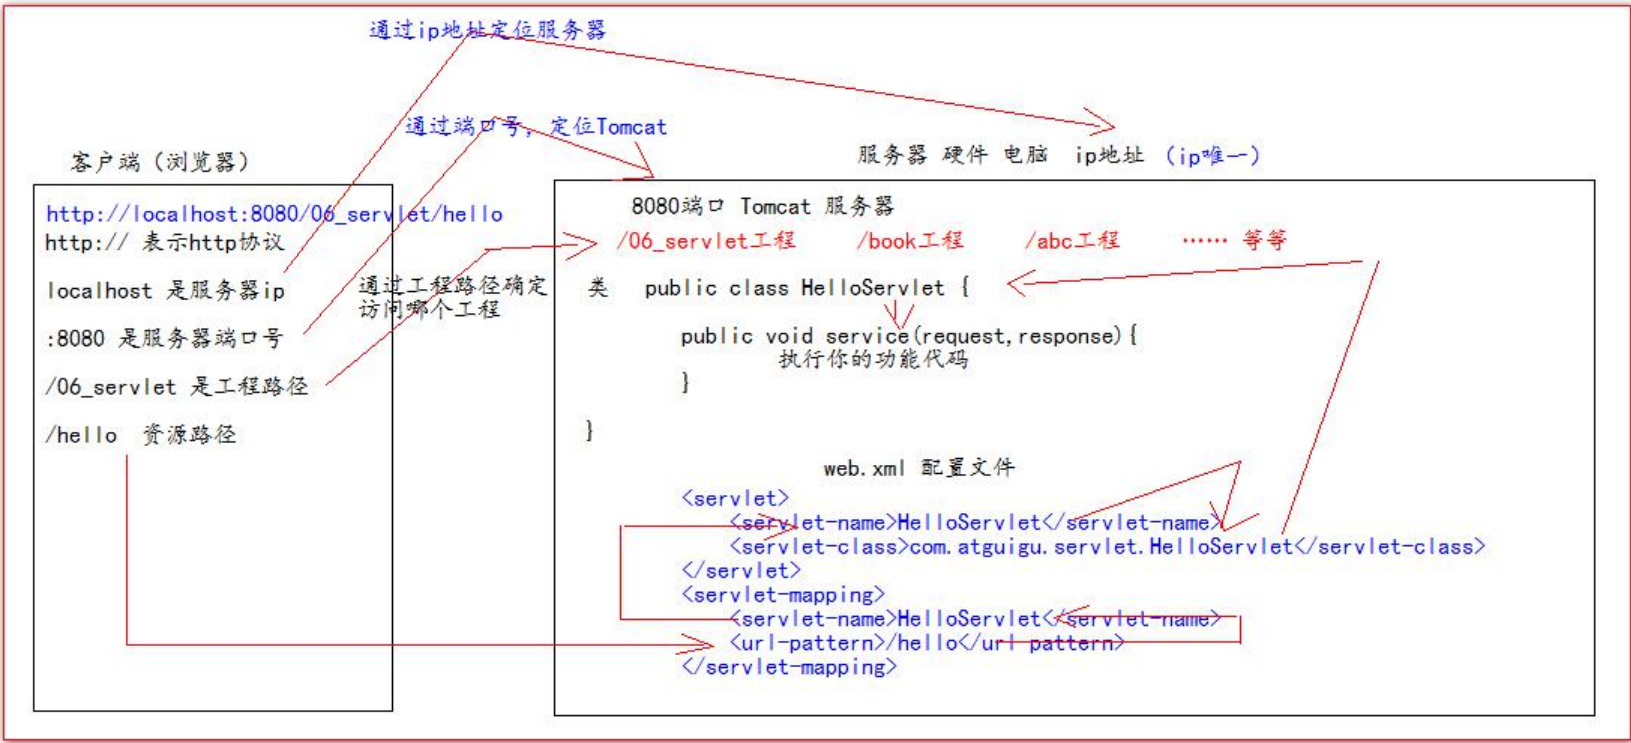 通过ip地址定位服务器
通过端口号，定位Tomcat
客户端（浏览器）
服务器 硬件 电脑 ip地址 （ip唯一）
http://localhost:8080/06_servlet/hello
http:// 表示http协议
localhost 是服务器ip
:8080 是服务器端口号
/06_servlet 是工程路径
/hello 资源路径
通过工程路径确定
访问哪个工程
8080端口 Tomcat 服务器
/06_servlet工程 /book工程 /abc工程 …… 等等
类 public class HelloServlet {
public void service(request,response){
执行你的功能代码
}
}
web.xml 配置文件
<servlet>
<servlet-name>HelloServlet</servlet-name>
<servlet-class>com.atguigu.servlet.HelloServlet</servlet-class>
</servlet>
<servlet-mapping>
<servlet-name>HelloServlet</servlet-name>
<url-pattern>/hello</url-pattern>
</servlet-mapping>